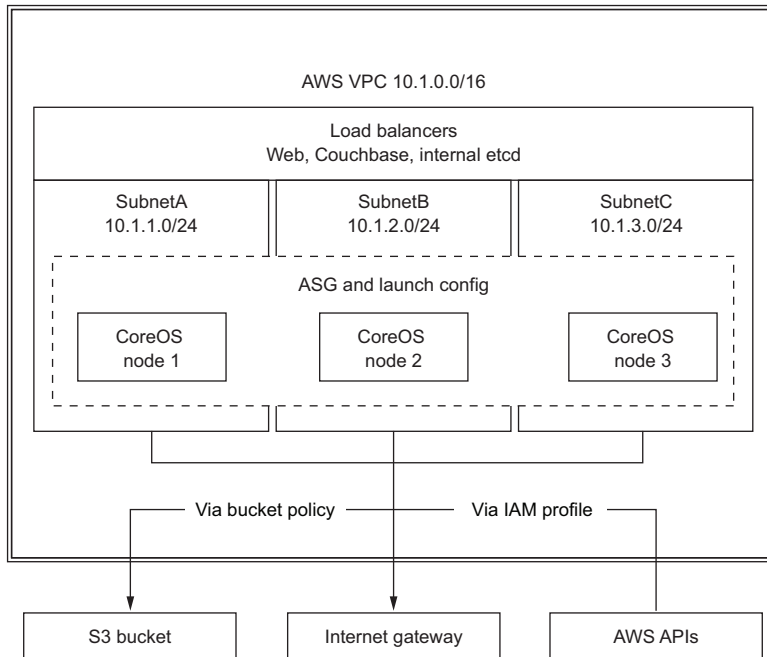 AWS VPC 10.1.0.0/16
Load balancers
Web, Couchbase, internal etcd
SubnetA
10.1.1.0/24
SubnetB
10.1.2.0/24
SubnetC
10.1.3.0/24
ASG and launch config
CoreOS
node 1
CoreOS
node 2
CoreOS
node 3
Via bucket policy
Via IAM profile
S3 bucket
Internet gateway
AWS APIs